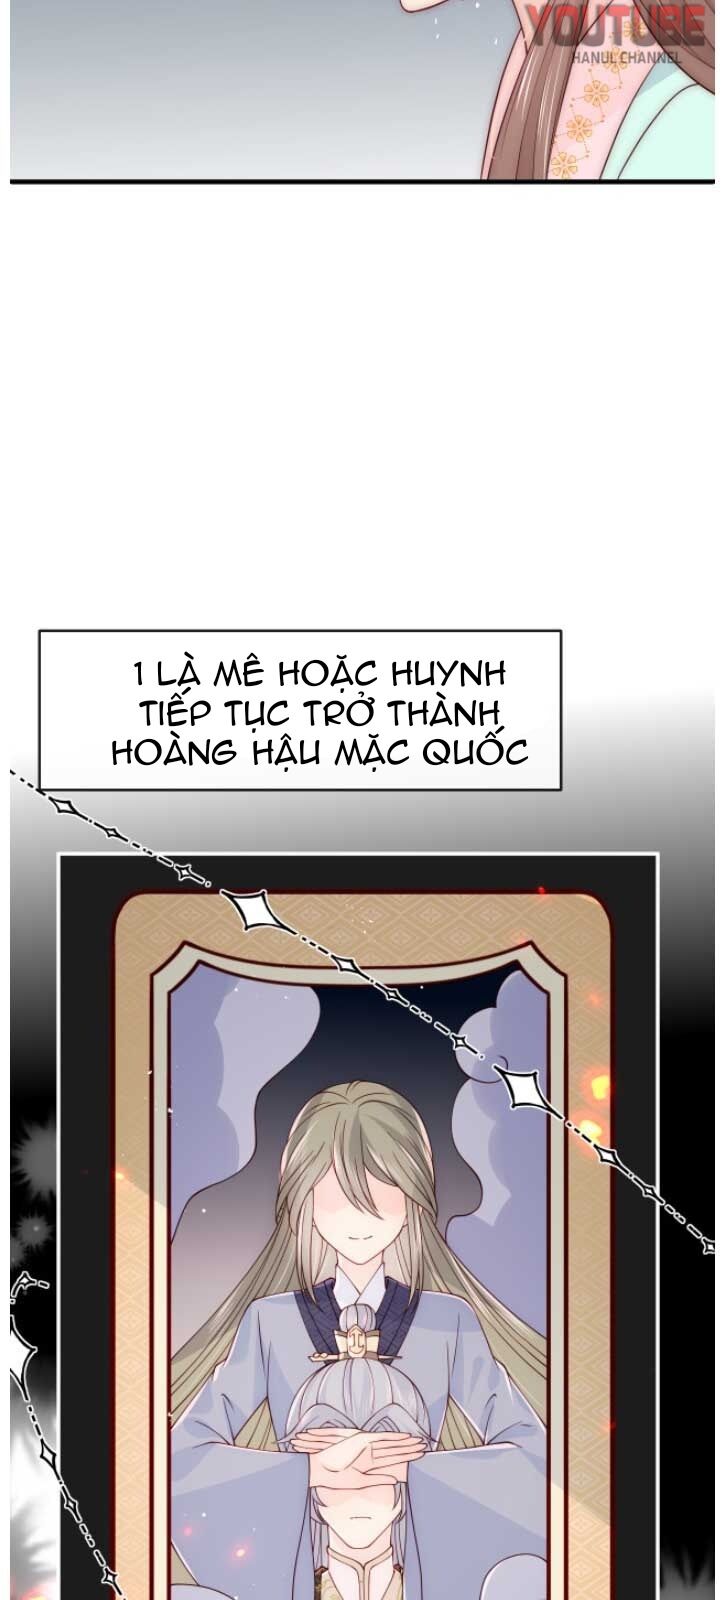 YOUTUBE
HANUL CHANNEL
1 LÀ MÊ HOẶC HUYNH
TIẾP TỤC TRỞ THÀNH
HOÀNG HẬU MẶC QUỐC